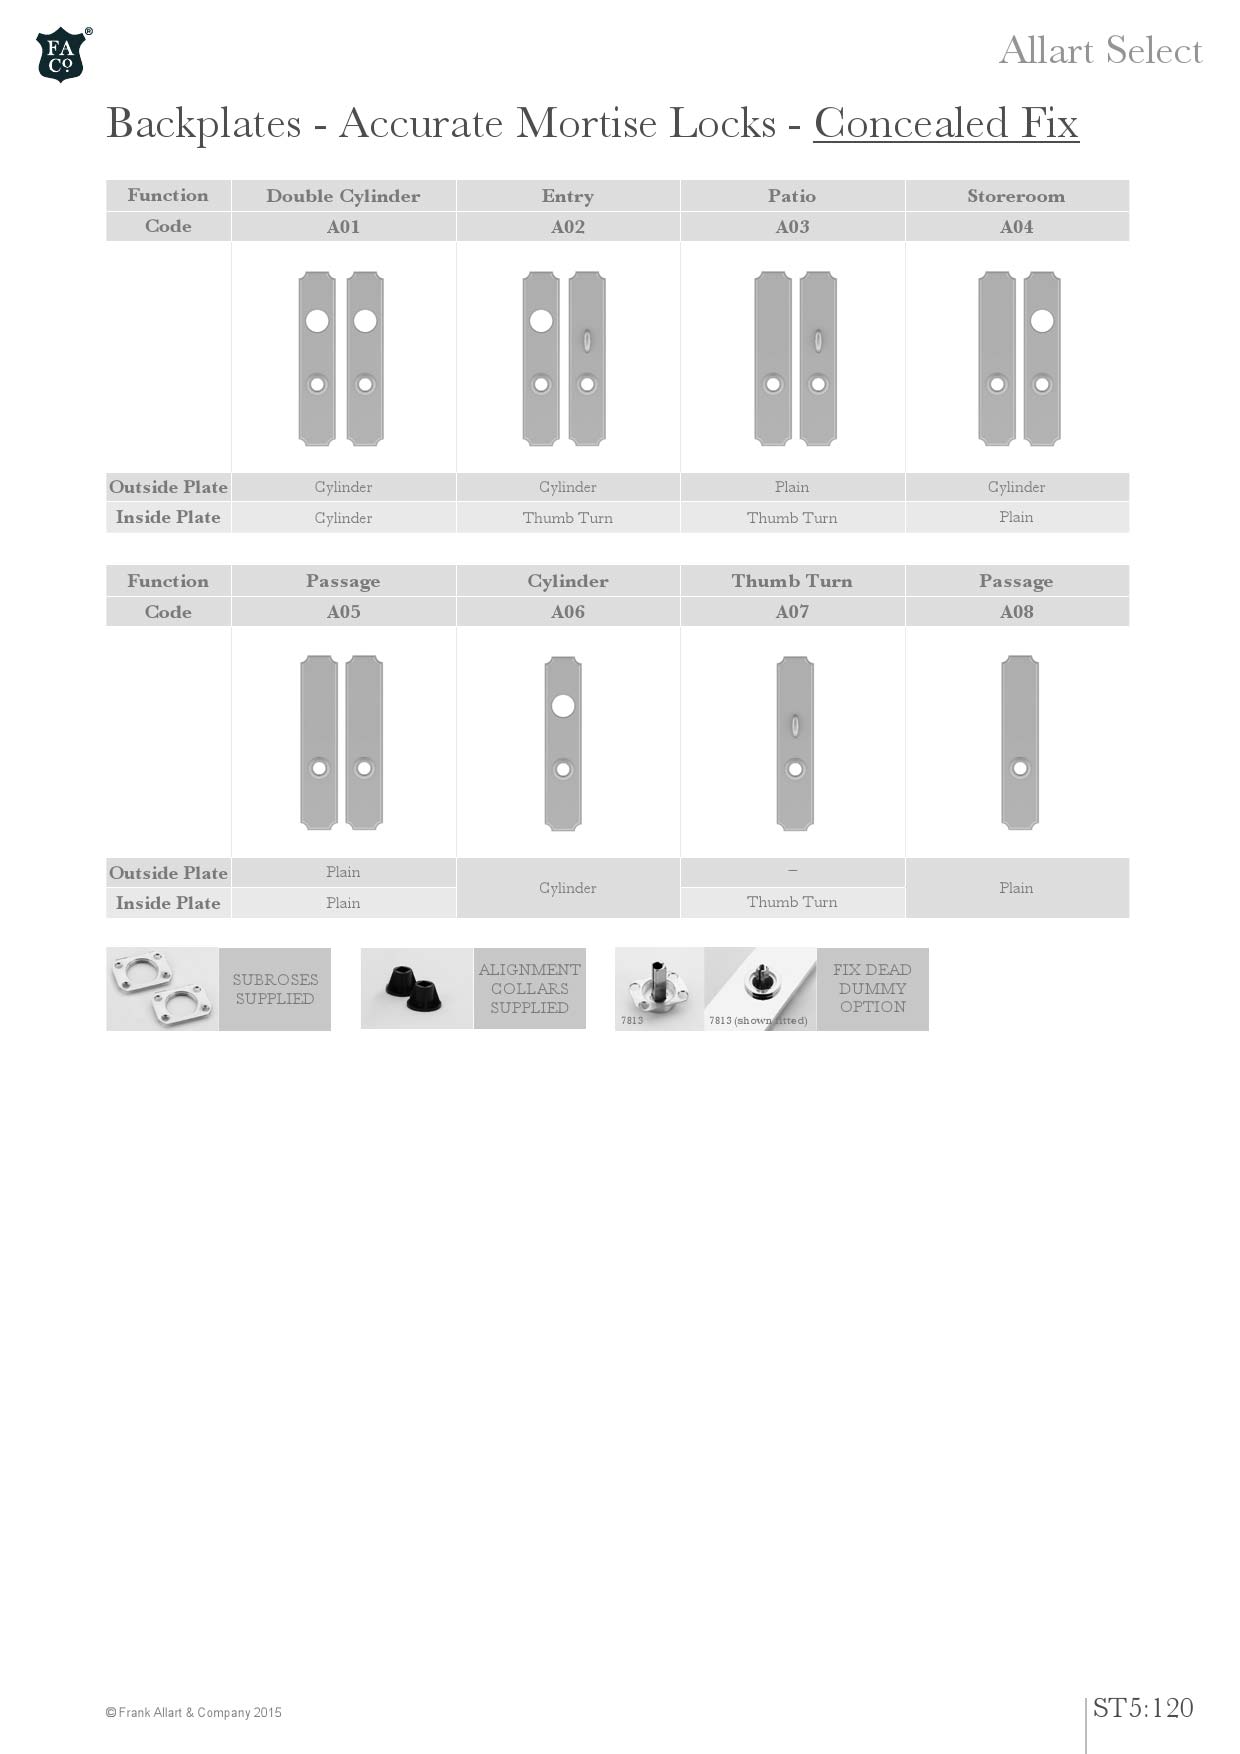 FA
Co.
®
Allart Select
Backplates - Accurate Mortise Locks - Concealed Fix
Function Double Cylinder Entry Patio Storeroom
Code A01 A02 A03 A04
Outside Plate Cylinder Cylinder Plain Cylinder
Inside Plate Cylinder Thumb Turn Thumb Turn Plain
Function Passage Cylinder Thumb Turn Passage
Code A05 A06 A07 A08
Outside Plate Plain Cylinder – Plain
Inside Plate Plain Thumb Turn
SUBROSES
SUPPLIED
ALIGNMENT
COLLARS
SUPPLIED
7813
7813 (shown fitted)
FIX DEAD
DUMMY
OPTION
© Frank Allart & Company 2015
ST5:120